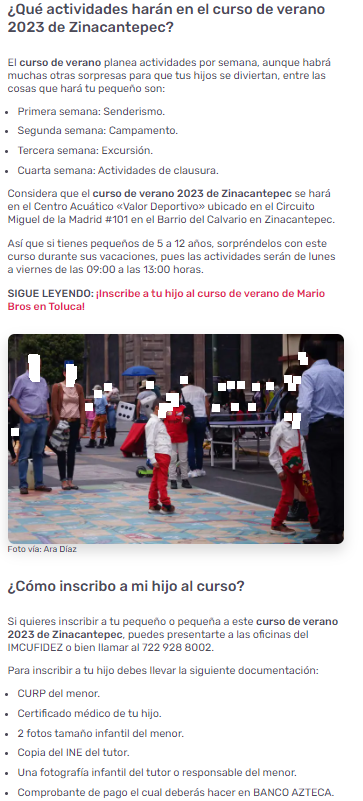 ¿Qué actividades harán en el curso de verano
2023 de Zinacantepec?
El curso de verano planea actividades por semana, aunque habrá
muchas otras sorpresas para que tus hijos se diviertan, entre las
cosas que hará tu pequeño son:
• Primera semana: Senderismo.
• Segunda semana: Campamento.
• Tercera semana: Excursión.
• Cuarta semana: Actividades de clausura.
Considera que el curso de verano 2023 de Zinacantepec se hará
en el Centro Acuático «Valor Deportivo» ubicado en el Circuito
Miguel de la Madrid #101 en el Barrio del Calvario en Zinacantepec.
Así que si tienes pequeños de 5 a 12 años, sorpréndelos con este
curso durante sus vacaciones, pues las actividades serán de lunes
a viernes de las 09:00 a las 13:00 horas.
SIGUE LEYENDO: ¡Inscribe a tu hijo al curso de verano de Mario
Bros en Toluca!
Foto vía: Ara Díaz
¿Cómo inscribo a mi hijo al curso?
Si quieres inscribir a tu pequeño o pequeña a este curso de verano
2023 de Zinacantepec, puedes presentarte a las oficinas del
IMCUFIDEZ o bien llamar al 722 928 8002.
Para inscribir a tu hijo debes llevar la siguiente documentación:
• CURP del menor.
• Certificado médico de tu hijo.
• 2 fotos tamaño infantil del menor.
• Copia del INE del tutor.
• Una fotografía infantil del tutor o responsable del menor.
• Comprobante de pago el cual deberás hacer en BANCO AZTECA.